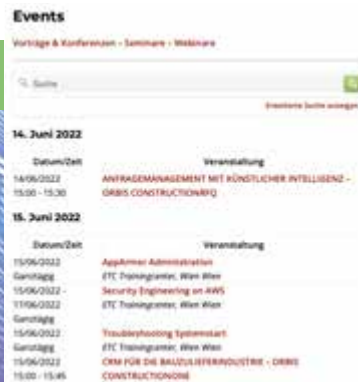 Events
Vorträge & Konferenzen – Seminare – Webinare
Suche
Erweiterte Suche anzeigen
14. Juni 2022
Datum/Zeit Veranstaltung
14/06/2022 ANFRAGEMANAGEMENT MIT KÜNSTLICHER INTELLIGENZ –
15:00 - 15:30 ORBIS CONSTRUCTIONRFQ
15. Juni 2022
Datum/Zeit Veranstaltung
15/06/2022 AppArmor Administration
Ganztägig ETC Trainingcenter, Wien Wien
15/06/2022 - Security Engineering on AWS
17/06/2022 ETC Trainingcenter, Wien Wien
Ganztägig
15/06/2022 Troubleshooting Systemstart
Ganztägig ETC Trainingcenter, Wien Wien
15/06/2022 CRM FÜR DIE BAUZULIEFERINDUSTRIE – ORBIS
15:00 - 15:45 CONSTRUCTIONONE